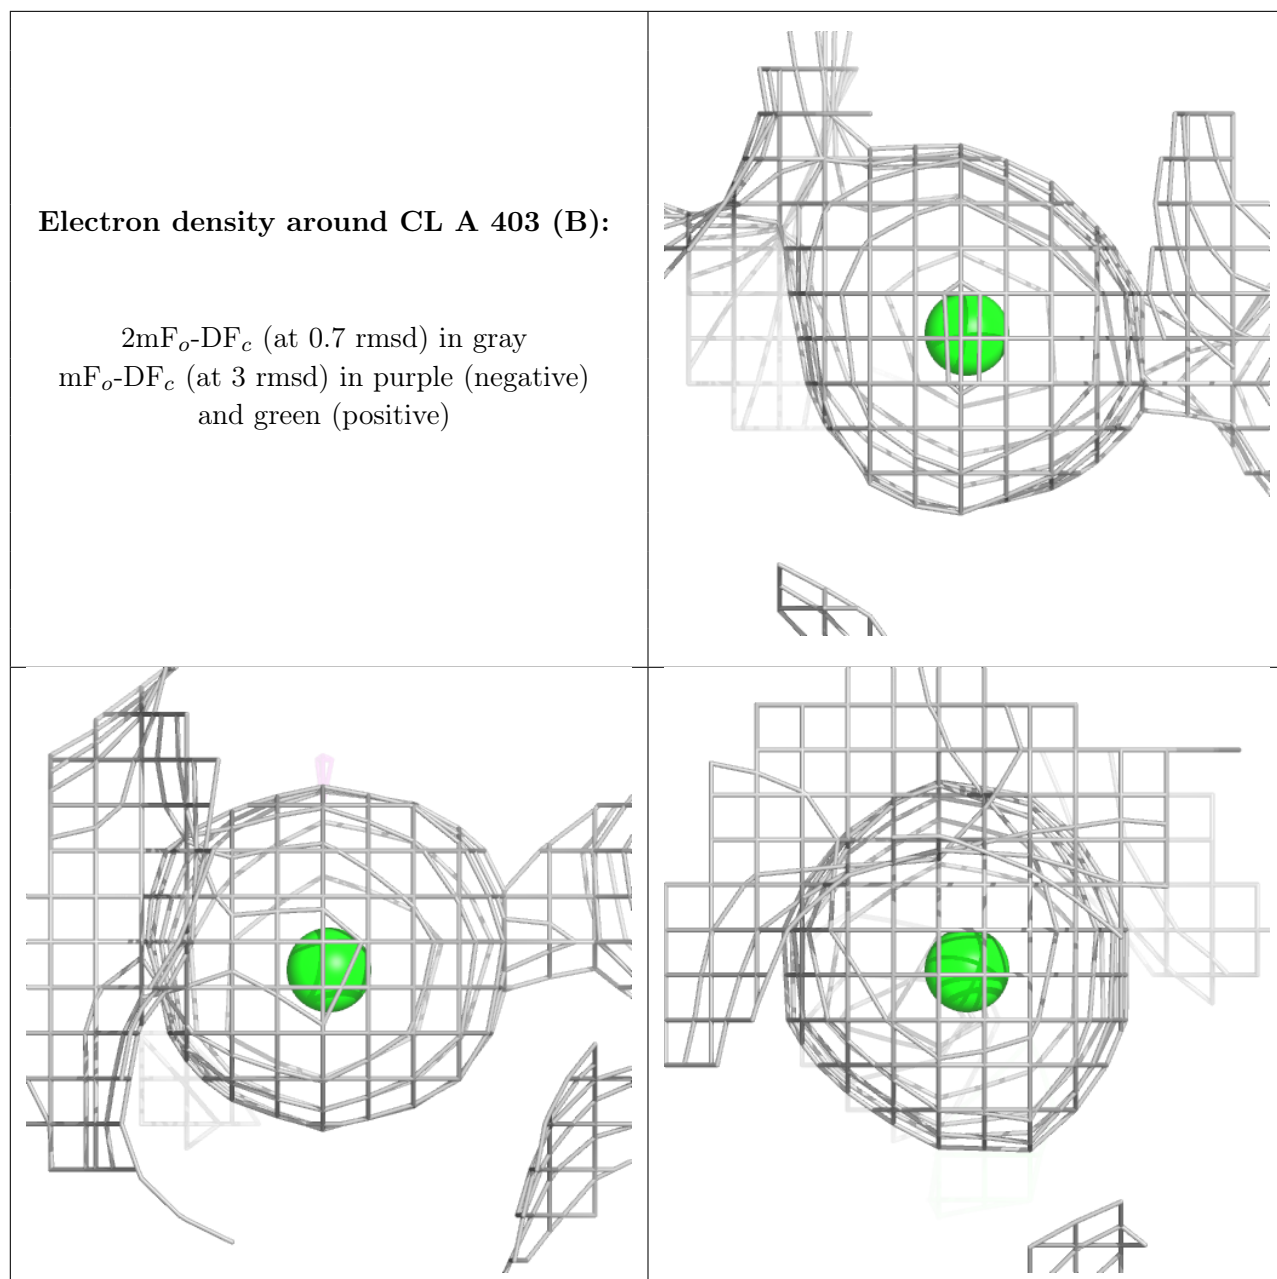 Electron density around CL A 403 (B):
2mFo-DFc (at 0.7 rmsd) in gray
mFo-DFc (at 3 rmsd) in purple (negative)
and green (positive)